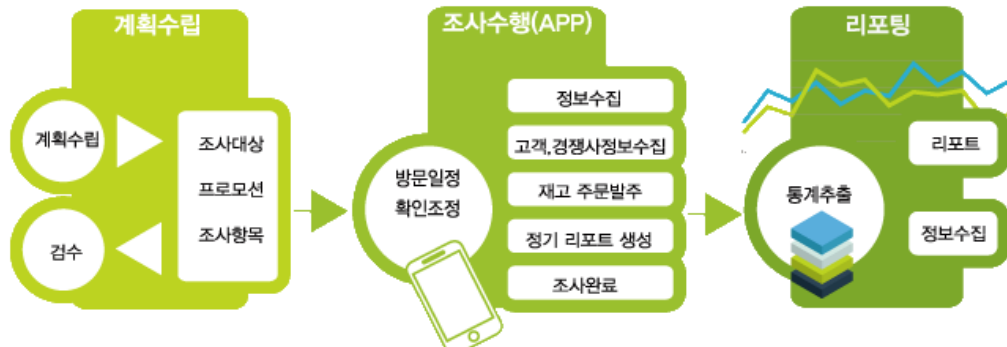 계획수립
계획수립
검수
조사대상
프로모션
조사항목
조사수행(APP)
방문일정
확인조정
정보수집
고객,경쟁사정보수집
재고 주문발주
정기 리포트 생성
조사완료
리포팅
통계추출
리포트
정보수집